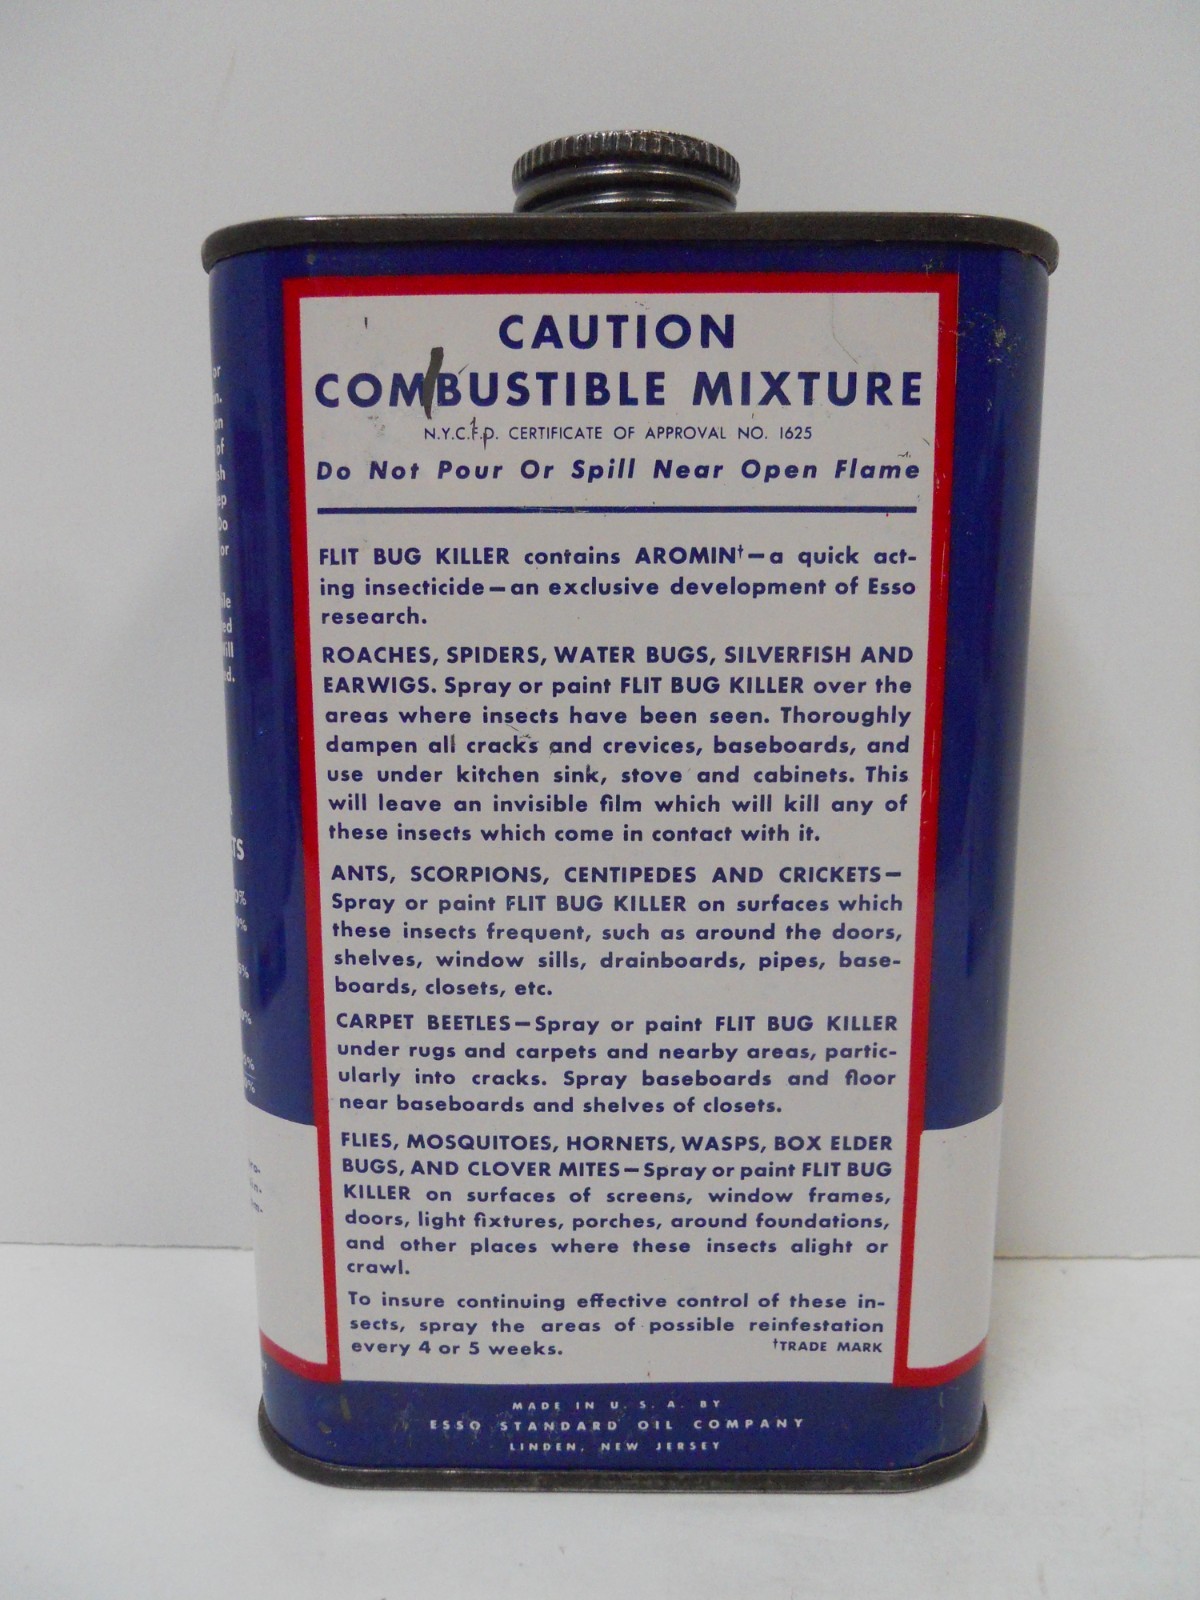 CAUTION
COMBUSTIBLE MIXTURE
N.Y.C.F.D. CERTIFICATE OF APPROVAL NO. 1625
Do Not Pour Or Spill Near Open Flame
FLIT BUG KILLER contains AROMIN†—a quick act-
ing insecticide—an exclusive development of Esso
research.
ROACHES, SPIDERS, WATER BUGS, SILVERFISH AND
EARWIGS. Spray or paint FLIT BUG KILLER over the
areas where insects have been seen. Thoroughly
dampen all cracks and crevices, baseboards, and
use under kitchen sink, stove and cabinets. This
will leave an invisible film which will kill any of
these insects which come in contact with it.
ANTS, SCORPIONS, CENTIPEDES AND CRICKETS—
Spray or paint FLIT BUG KILLER on surfaces which
these insects frequent, such as around the doors,
shelves, window sills, drainboards, pipes, base-
boards, closets, etc.
CARPET BEETLES—Spray or paint FLIT BUG KILLER
under rugs and carpets and nearby areas, partic-
ularly into cracks. Spray baseboards and floor
near baseboards and shelves of closets.
FLIES, MOSQUITOES, HORNETS, WASPS, BOX ELDER
BUGS, AND CLOVER MITES—Spray or paint FLIT BUG
KILLER on surfaces of screens, window frames,
doors, light fixtures, porches, around foundations,
and other places where these insects alight or
crawl.
To insure continuing effective control of these in-
sects, spray the areas of possible reinfestation
every 4 or 5 weeks. †TRADE MARK
MADE IN U. S. A. BY
ESSO STANDARD OIL COMPANY
LINDEN, NEW JERSEY